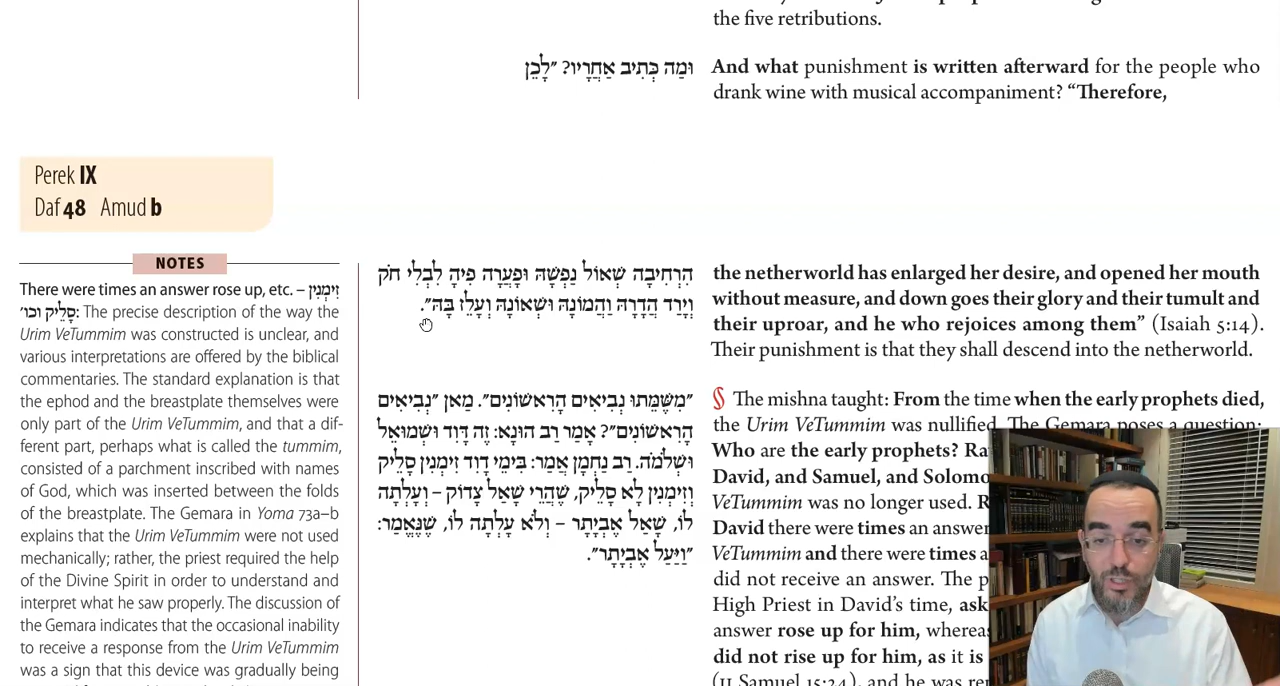 the five retributions.
וּמַה כְּתִיב אַחֲרָיו? ״לָכֵן
And what punishment is written afterward for the people who
drank wine with musical accompaniment? “Therefore,
Perek IX
Daf 48 Amud b
NOTES
There were times an answer rose up, etc. – זִימְנִין
סָלֵיק וכו׳: The precise description of the way the
Urim VeTummim was constructed is unclear, and
various interpretations are offered by the biblical
commentaries. The standard explanation is that
the ephod and the breastplate themselves were
only part of the Urim VeTummim, and that a dif-
ferent part, perhaps what is called the tummim,
consisted of a parchment inscribed with names
of God, which was inserted between the folds
of the breastplate. The Gemara in Yoma 73a–b
explains that the Urim VeTummim were not used
mechanically; rather, the priest required the help
of the Divine Spirit in order to understand and
interpret what he saw properly. The discussion of
the Gemara indicates that the occasional inability
to receive a response from the Urim VeTummim
was a sign that this device was gradually being
הִרְחִיבָה שְׁאוֹל נַפְשָׁהּ וּפָעֲרָה פִיהָ לִבְלִי חֹק
וְיָרַד הֲדָרָהּ וַהֲמוֹנָהּ וּשְׁאוֹנָהּ וְעָלֵז בָּהּ״.
״מִשֶּׁמֵּתוּ נְבִיאִים הָרִאשׁוֹנִים״. מַאן ״נְבִיאִים
הָרִאשׁוֹנִים״? אָמַר רַב הוּנָא: זֶה דָּוִד וּשְׁמוּאֵל
וּשְׁלֹמֹה. רַב נַחְמָן אָמַר: בִּימֵי דָוִד זִימְנִין סָלֵיק
וְזִימְנִין לָא סָלֵיק, שֶׁהֲרֵי שָׁאַל צָדוֹק – וְעָלְתָה
לוֹ, שָׁאַל אֶבְיָתָר – וְלֹא עָלְתָה לוֹ, שֶׁנֶּאֱמַר:
״וַיַּעַל אֶבְיָתָר״.
the netherworld has enlarged her desire, and opened her mouth
without measure, and down goes their glory and their tumult and
their uproar, and he who rejoices among them” (Isaiah 5:14).
Their punishment is that they shall descend into the netherworld.
§ The mishna taught: From the time when the early prophets died,
the Urim VeTummim was nullified. The Gemara poses a question:
Who are the early prophets? Ra
David, and Samuel, and Solomo
VeTummim was no longer used. R
David there were times an answer
VeTummim and there were times a
did not receive an answer. The p
High Priest in David’s time, ask
answer rose up for him, whereas
did not rise up for him, as it is